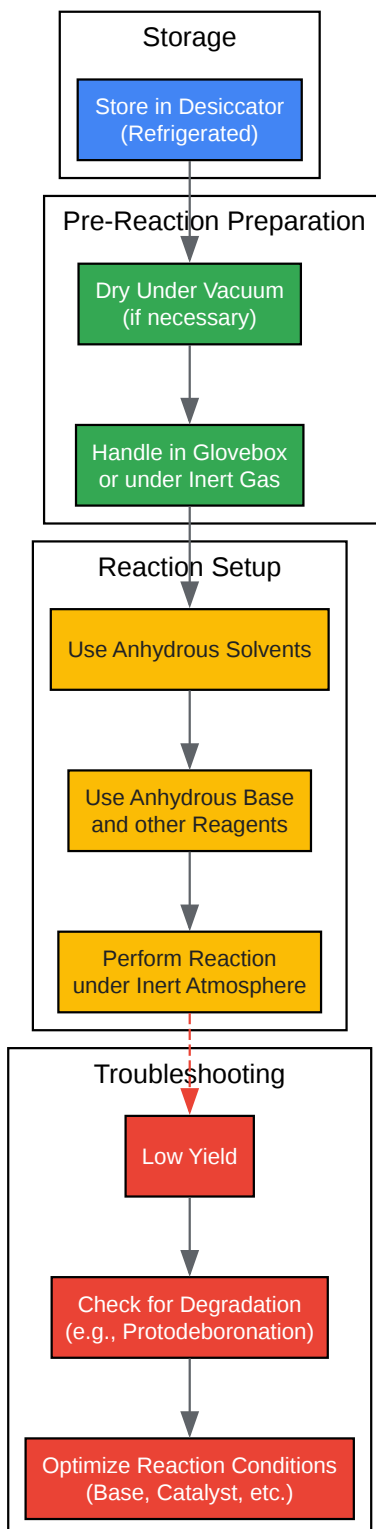 Storage
Store in Desiccator
(Refrigerated)
Pre-Reaction Preparation
Dry Under Vacuum
(if necessary)
Handle in Glovebox
or under Inert Gas
Reaction Setup
Use Anhydrous Solvents
Use Anhydrous Base
and other Reagents
Perform Reaction
under Inert Atmosphere
Troubleshooting
Low Yield
Check for Degradation
(e.g., Protodeboronation)
Optimize Reaction Conditions
(Base, Catalyst, etc.)